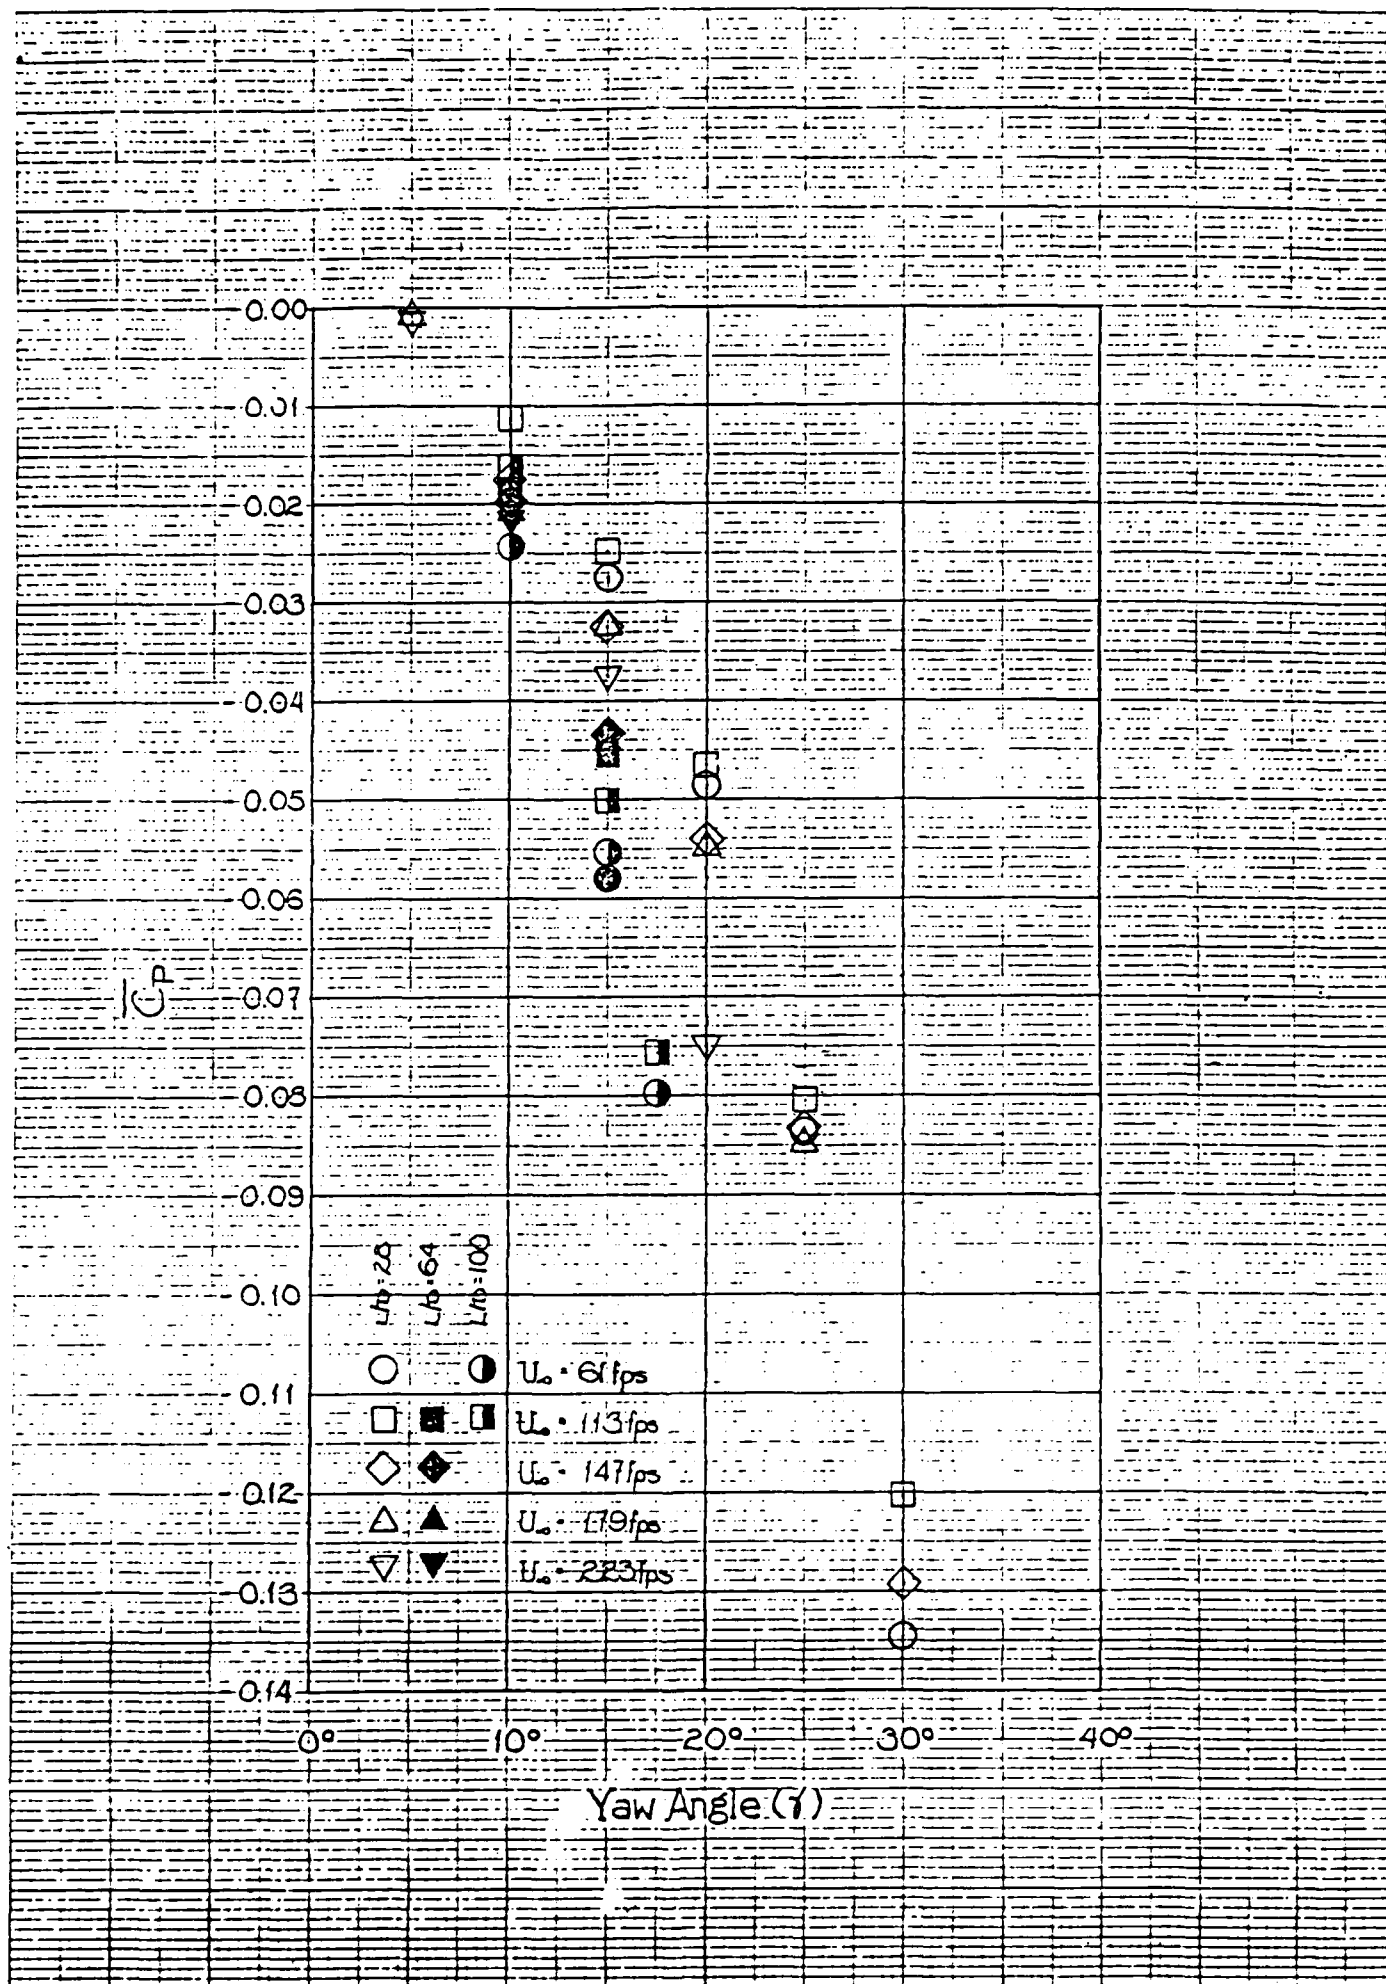 0.00
0.01
0.02
0.03
0.04
0.05
0.06
C̅p
0.07
0.08
0.09
L/D=28 L/D=64 L/D=100
0.10
U∞ = 61fps
0.11
U∞ = 113fps
U∞ = 147fps
0.12
U∞ = 179fps
U∞ = 223fps
0.13
0.14
0° 10° 20° 30° 40°
Yaw Angle (γ)